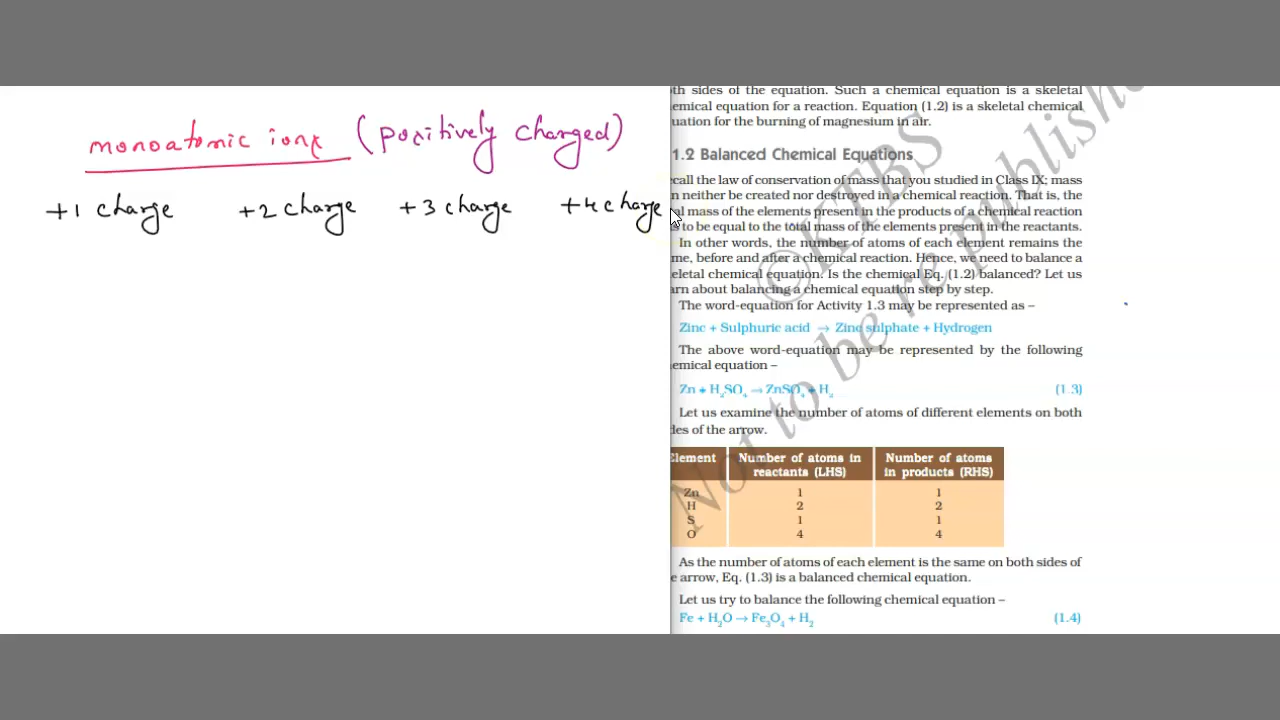 monoatomic ions (positively charged)
+1 charge +2 charge +3 charge +4 charge
th sides of the equation. Such a chemical equation is a skeletal
emical equation for a reaction. Equation (1.2) is a skeletal chemical
uation for the burning of magnesium in air.
1.2 Balanced Chemical Equations
call the law of conservation of mass that you studied in Class IX; mass
n neither be created nor destroyed in a chemical reaction. That is, the
al mass of the elements present in the products of a chemical reaction
to be equal to the total mass of the elements present in the reactants.
In other words, the number of atoms of each element remains the
me, before and after a chemical reaction. Hence, we need to balance a
eletal chemical equation. Is the chemical Eq. (1.2) balanced? Let us
arn about balancing a chemical equation step by step.
The word-equation for Activity 1.3 may be represented as –
Zinc + Sulphuric acid → Zinc sulphate + Hydrogen
The above word-equation may be represented by the following
emical equation –
Zn + H₂SO₄ → ZnSO₄ + H₂ (1.3)
Let us examine the number of atoms of different elements on both
des of the arrow.
Element Number of atoms in reactants (LHS) Number of atoms in products (RHS)
Zn 1 1
H 2 2
S 1 1
O 4 4
As the number of atoms of each element is the same on both sides of
e arrow, Eq. (1.3) is a balanced chemical equation.
Let us try to balance the following chemical equation –
Fe + H₂O → Fe₃O₄ + H₂ (1.4)
©KTBS
Not to be republishe